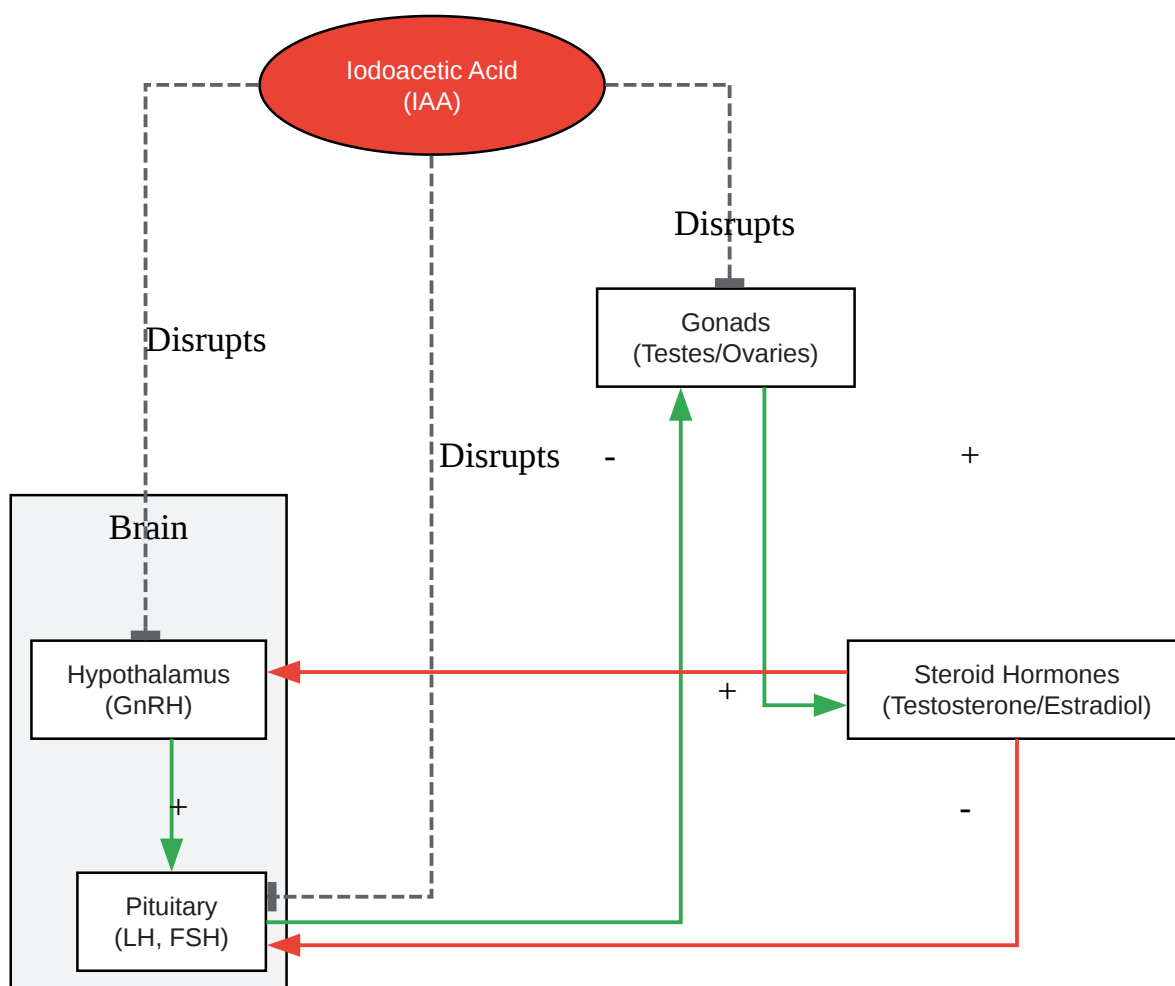 Iodoacetic Acid
(IAA)
Disrupts
Gonads
(Testes/Ovaries)
Disrupts
Disrupts
-
+
Brain
Hypothalamus
(GnRH)
+
Steroid Hormones
(Testosterone/Estradiol)
+
-
Pituitary
(LH, FSH)